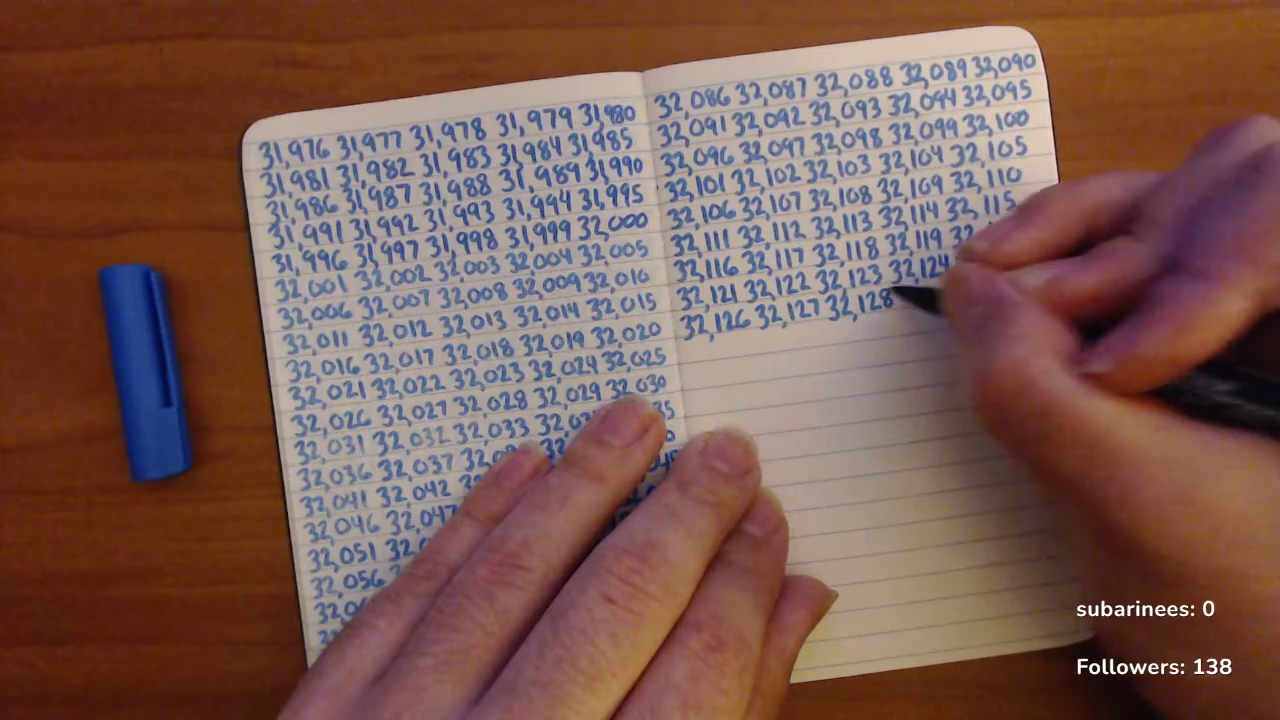 31,976 31,977 31,978 31,979 31,980
31,981 31,982 31,983 31,984 31,985
31,986 31,987 31,988 31,989 31,990
31,991 31,992 31,993 31,994 31,995
31,996 31,997 31,998 31,999 32,000
32,001 32,002 32,003 32,004 32,005
32,006 32,007 32,008 32,009 32,010
32,011 32,012 32,013 32,014 32,015
32,016 32,017 32,018 32,019 32,020
32,021 32,022 32,023 32,024 32,025
32,026 32,027 32,028 32,029 32,030
32,031 32,032 32,033
32,036 32,037
32,041 32,042
32,046 32,047
32,051
32,056
32,086 32,087 32,088 32,089 32,090
32,091 32,092 32,093 32,094 32,095
32,096 32,097 32,098 32,099 32,100
32,101 32,102 32,103 32,104 32,105
32,106 32,107 32,108 32,109 32,110
32,111 32,112 32,113 32,114 32,115
32,116 32,117 32,118 32,119
32,121 32,122 32,123 32,124
32,126 32,127 32,128
subarinees: 0
Followers: 138